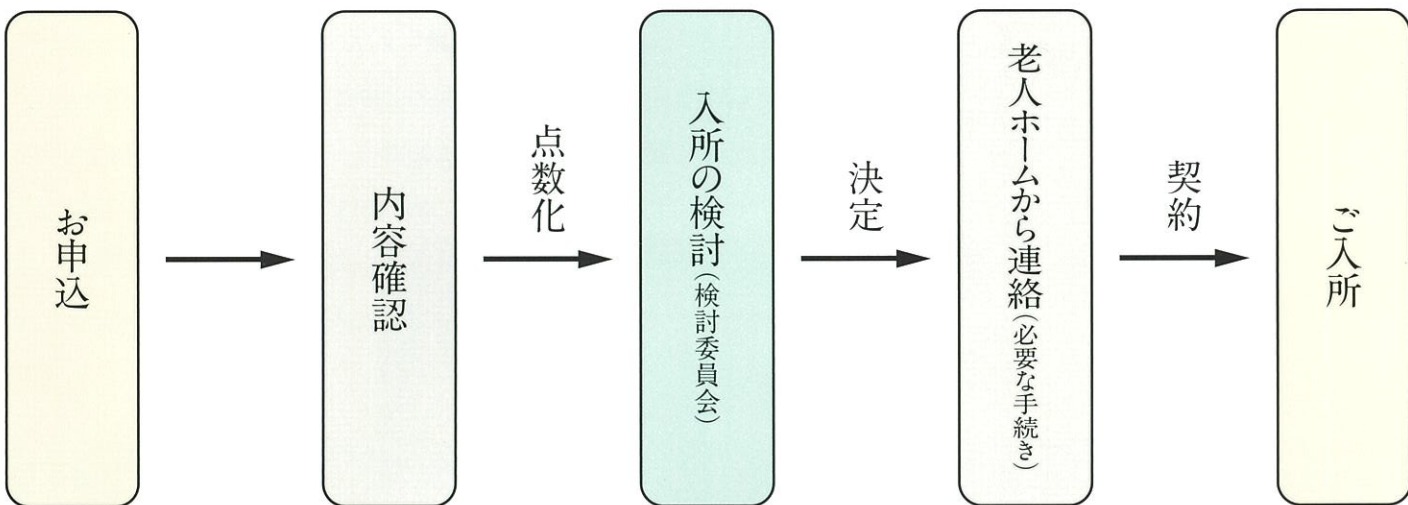 お申込
内容確認
点数化
入所の検討(検討委員会)
決定
老人ホームから連絡(必要な手続き)
契約
ご入所